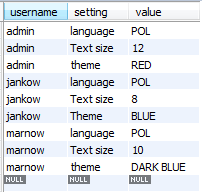 username setting value
admin language POL
admin Text size 12
admin theme RED
jankow language POL
jankow Text size 8
jankow Theme BLUE
marnow language POL
marnow Text size 10
marnow theme DARK BLUE
NULL NULL NULL